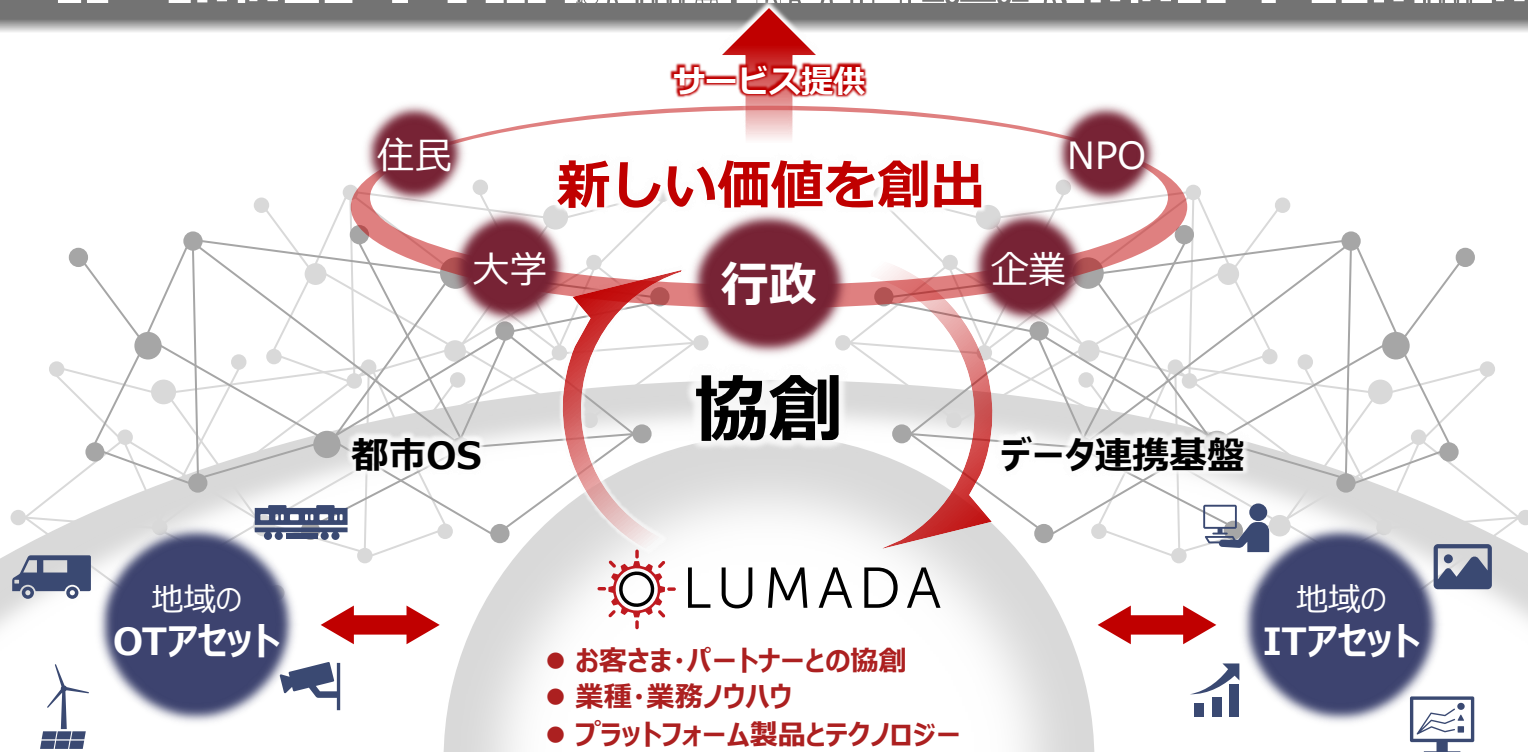 サービス提供
住民
NPO
新しい価値を創出
大学
行政
企業
協創
都市OS
データ連携基盤
地域の
OTアセット
LUMADA
地域の
ITアセット
● お客さま・パートナーとの協創
● 業種・業務ノウハウ
● プラットフォーム製品とテクノロジー